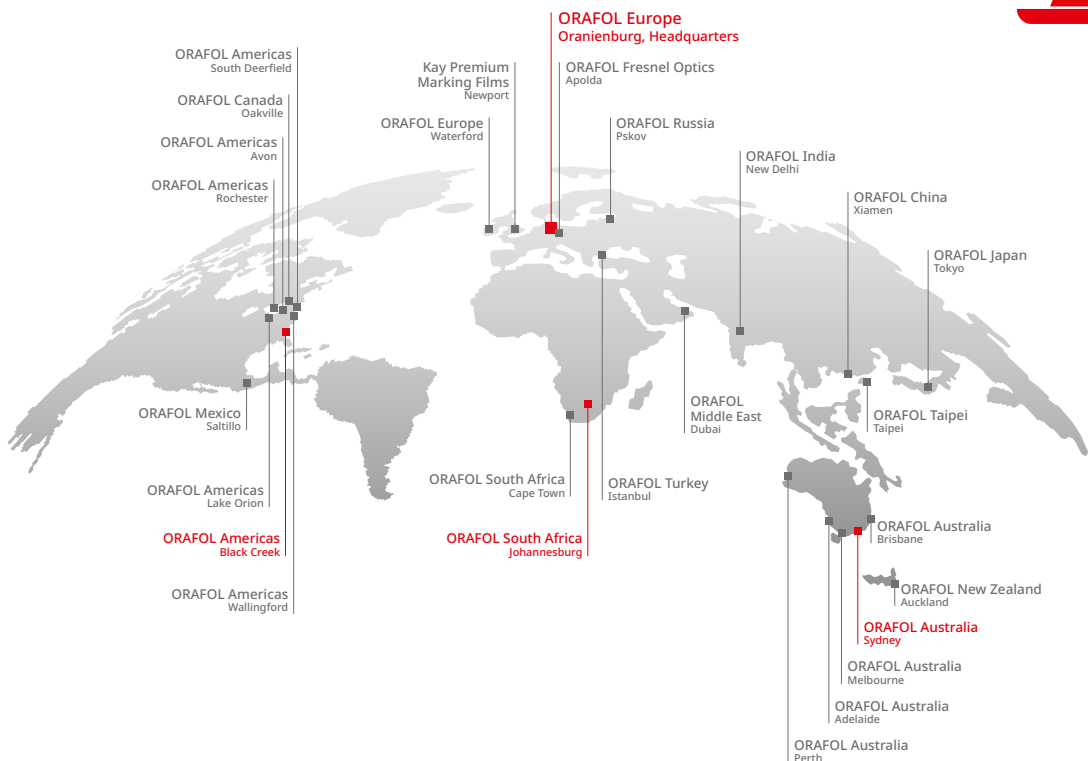 ORAFOL Europe
Oranienburg, Headquarters
ORAFOL Americas
South Deerfield
Kay Premium
Marking Films
Newport
ORAFOL Fresnel Optics
Apolda
ORAFOL Canada
Oakville
ORAFOL Europe
Waterford
ORAFOL Russia
Pskov
ORAFOL Americas
Avon
ORAFOL India
New Delhi
ORAFOL Americas
Rochester
ORAFOL China
Xiamen
ORAFOL Japan
Tokyo
ORAFOL Mexico
Saltillo
ORAFOL
Middle East
Dubai
ORAFOL Taipei
Taipei
ORAFOL Americas
Lake Orion
ORAFOL South Africa
Cape Town
ORAFOL Turkey
Istanbul
ORAFOL Americas
Black Creek
ORAFOL South Africa
Johannesburg
ORAFOL Australia
Brisbane
ORAFOL Americas
Wallingford
ORAFOL New Zealand
Auckland
ORAFOL Australia
Sydney
ORAFOL Australia
Melbourne
ORAFOL Australia
Adelaide
ORAFOL Australia
Perth